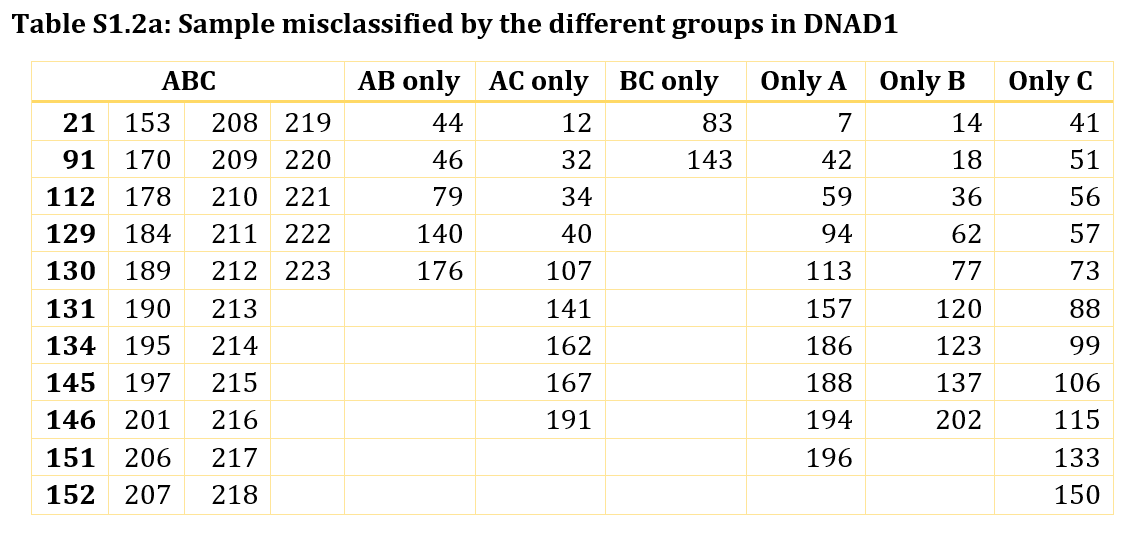 Table S1.2a: Sample misclassified by the different groups in DNAD1
ABC AB only AC only BC only Only A Only B Only C
21 153 208 219 44 12 83 7 14 41
91 170 209 220 46 32 143 42 18 51
112 178 210 221 79 34 59 36 56
129 184 211 222 140 40 94 62 57
130 189 212 223 176 107 113 77 73
131 190 213 141 157 120 88
134 195 214 162 186 123 99
145 197 215 167 188 137 106
146 201 216 191 194 202 115
151 206 217 196 133
152 207 218 150